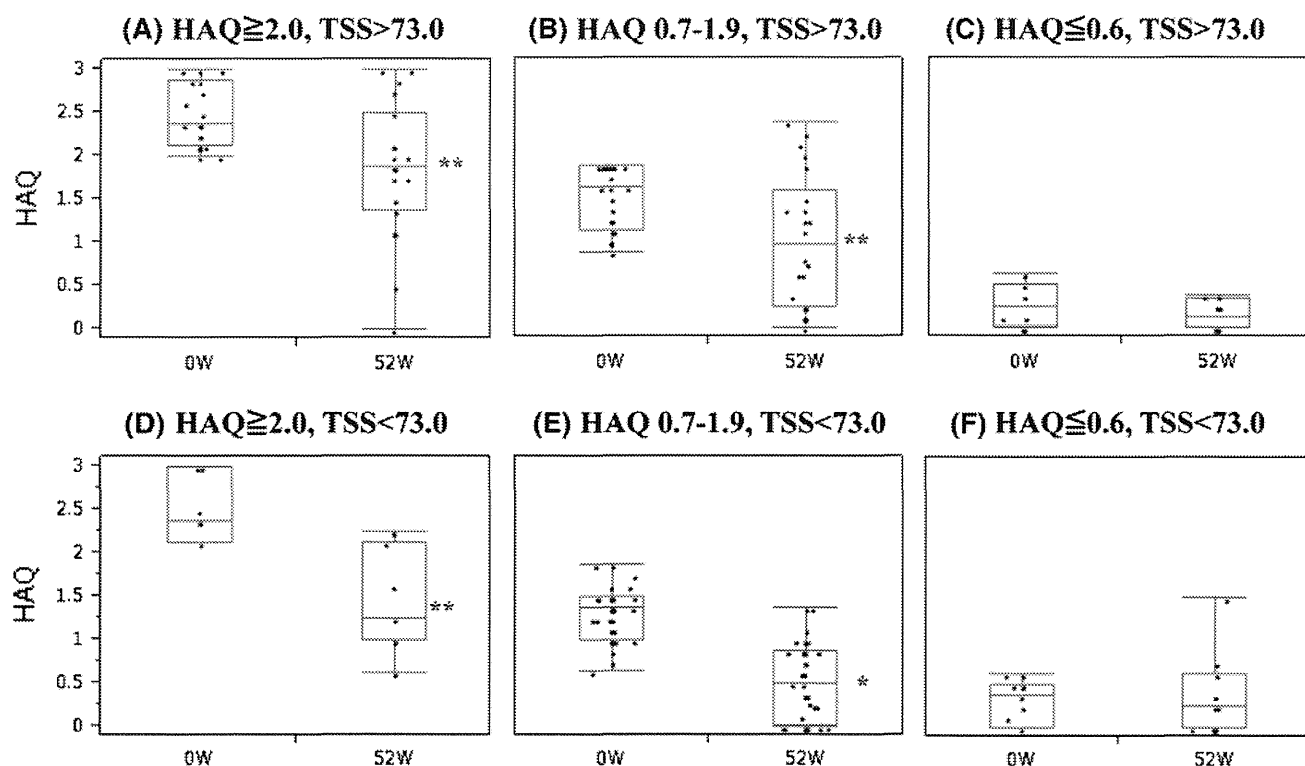 (A) HAQ≧2.0, TSS>73.0
(B) HAQ 0.7-1.9, TSS>73.0
(C) HAQ≦0.6, TSS>73.0
HAQ
3
2.5
2
1.5
1
0.5
0
**
**
0W
52W
0W
52W
0W
52W
(D) HAQ≧2.0, TSS<73.0
(E) HAQ 0.7-1.9, TSS<73.0
(F) HAQ≦0.6, TSS<73.0
HAQ
3
2.5
2
1.5
1
0.5
0
**
*
0W
52W
0W
52W
0W
52W